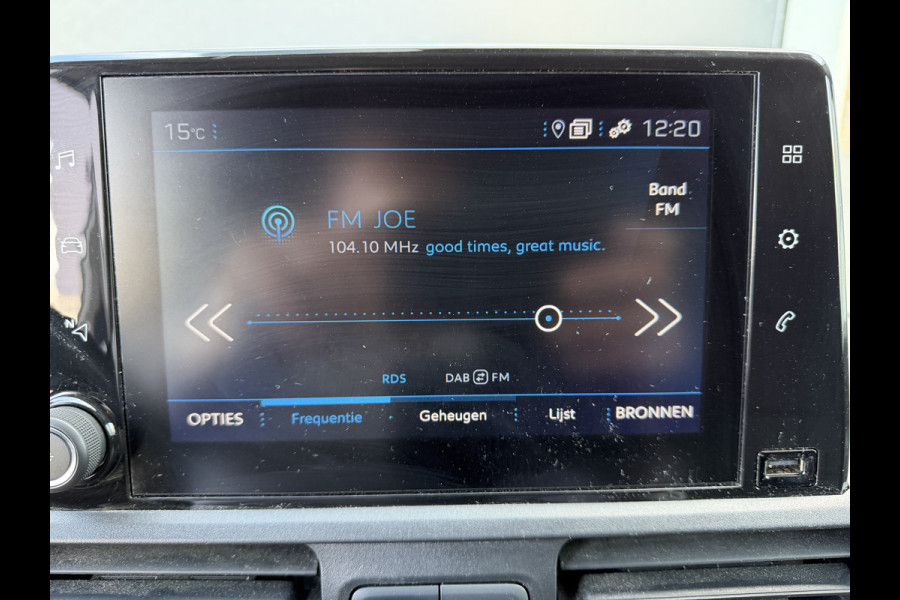 15°C
12:20
Band
FM
FM JOE
104.10 MHz good times, great music.
RDS DAB FM
OPTIES Frequentie Geheugen Lijst BRONNEN
N